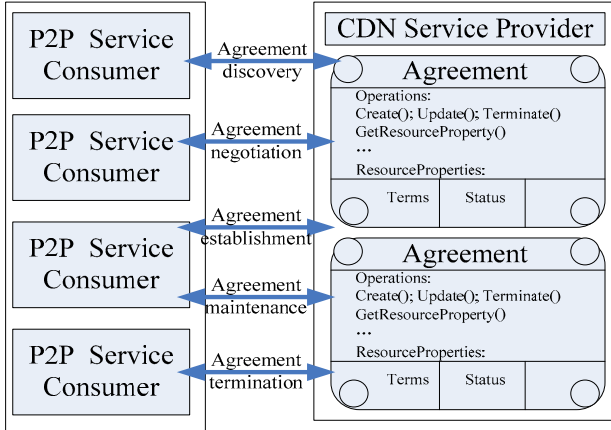 P2P Service
Consumer
P2P Service
Consumer
P2P Service
Consumer
P2P Service
Consumer
Agreement
discovery
Agreement
negotiation
Agreement
establishment
Agreement
maintenance
Agreement
termination
CDN Service Provider
Agreement
Operations:
Create(); Update(); Terminate()
GetResourceProperty()
...
ResourceProperties:
Terms Status
Agreement
Operations:
Create(); Update(); Terminate()
GetResourceProperty()
...
ResourceProperties:
Terms Status